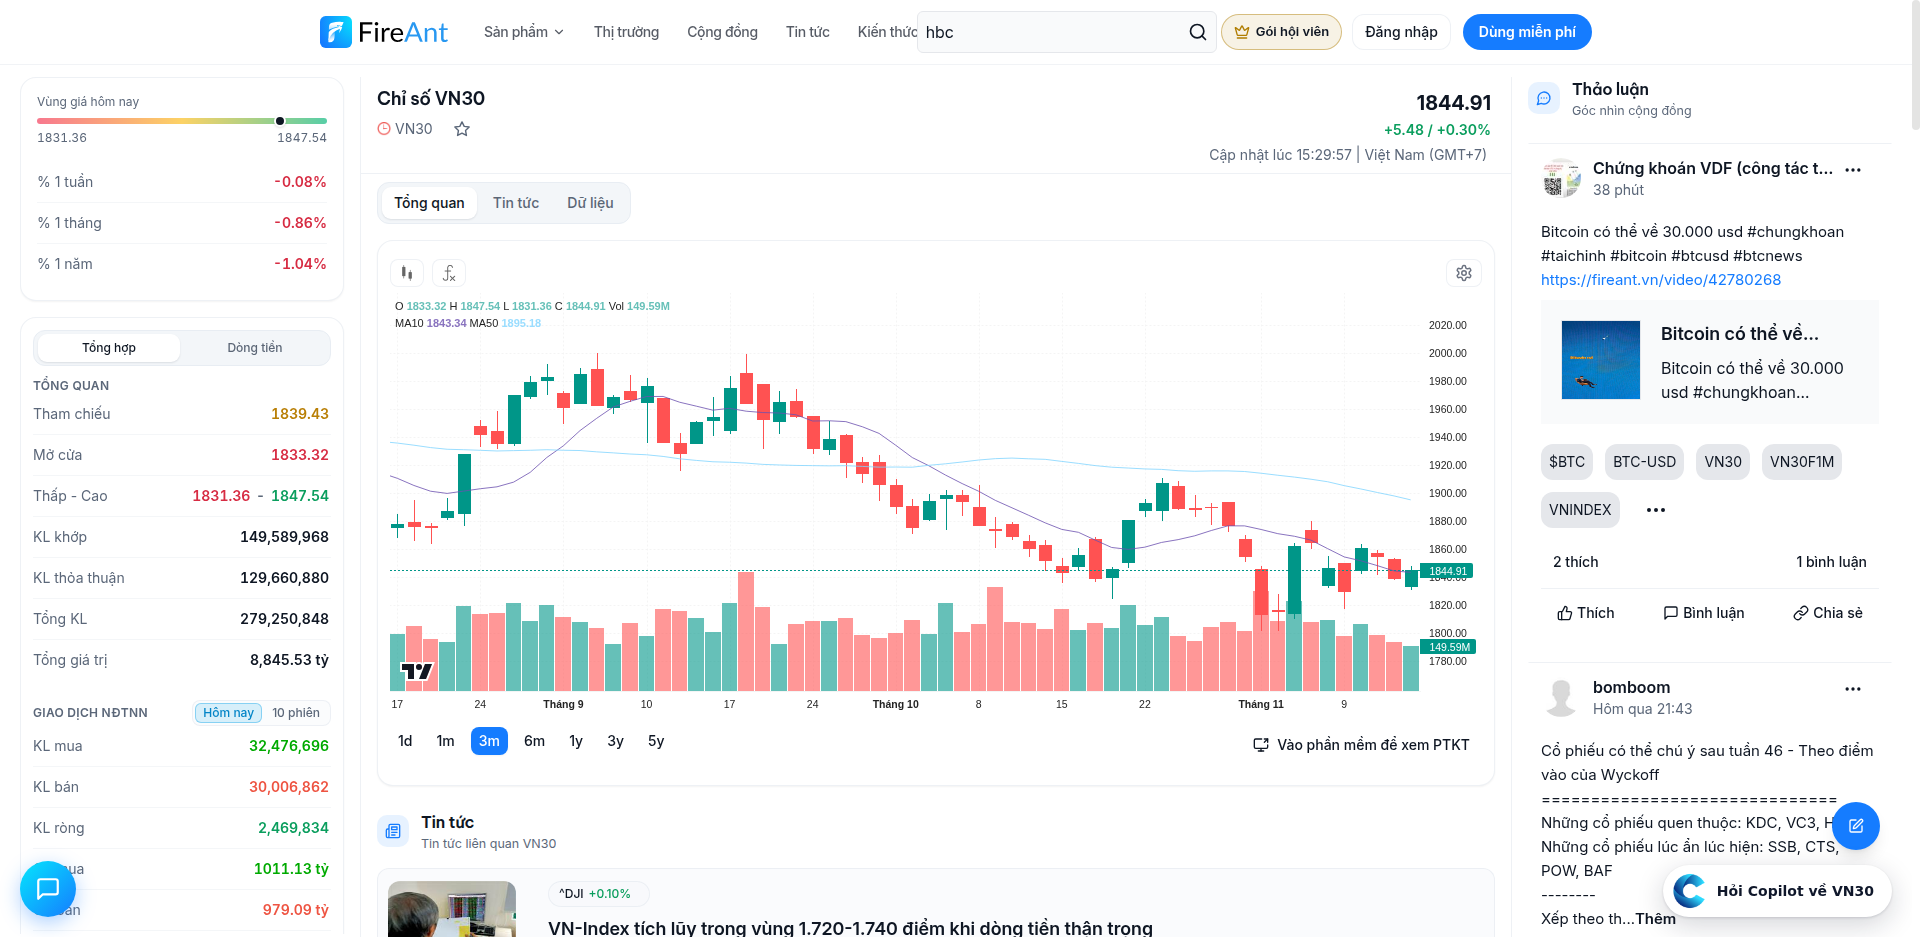 FireAnt
Sản phẩm
Thị trường
Cộng đồng
Tin tức
Kiến thức
hbc
Gói hội viên
Đăng nhập
Dùng miễn phí
Vùng giá hôm nay
1831.36 1847.54
% 1 tuần -0.08%
% 1 tháng -0.86%
% 1 năm -1.04%
Tổng hợp Dòng tiền
TỔNG QUAN
Tham chiếu 1839.43
Mở cửa 1833.32
Thấp - Cao 1831.36 - 1847.54
KL khớp 149,589,968
KL thỏa thuận 129,660,880
Tổng KL 279,250,848
Tổng giá trị 8,845.53 tỷ
GIAO DỊCH NĐTNN Hôm nay 10 phiên
KL mua 32,476,696
KL bán 30,006,862
KL ròng 2,469,834
1011.13 tỷ
979.09 tỷ
Chỉ số VN30
VN30
1844.91
+5.48 / +0.30%
Cập nhật lúc 15:29:57 | Việt Nam (GMT+7)
Tổng quan Tin tức Dữ liệu
O 1833.32 H 1847.54 L 1831.36 C 1844.91 Vol 149.59M
MA10 1843.34 MA50 1895.18
2020.00
2000.00
1980.00
1960.00
1940.00
1920.00
1900.00
1880.00
1860.00
1844.91
1840.00
1820.00
1800.00
149.59M
1780.00
17 24 Tháng 9 10 17 24 Tháng 10 8 15 22 Tháng 11 9
1d 1m 3m 6m 1y 3y 5y
Vào phần mềm để xem PTKT
Tin tức
Tin tức liên quan VN30
^DJI +0.10%
VN-Index tích lũy trong vùng 1.720-1.740 điểm khi dòng tiền thận trọng
Thảo luận
Góc nhìn cộng đồng
Chứng khoán VDF (công tác t...
38 phút
Bitcoin có thể về 30.000 usd #chungkhoan
#taichinh #bitcoin #btcusd #btcnews
https://fireant.vn/video/42780268
Bitcoin có thể về...
Bitcoin có thể về 30.000
usd #chungkhoan...
$BTC BTC-USD VN30 VN30F1M
VNINDEX
2 thích 1 bình luận
Thích Bình luận Chia sẻ
bomboom
Hôm qua 21:43
Cổ phiếu có thể chú ý sau tuần 46 - Theo điểm
vào của Wyckoff
==============================
Những cổ phiếu quen thuộc: KDC, VC3, H
Những cổ phiếu lúc ẩn lúc hiện: SSB, CTS,
POW, BAF
--------
Xếp theo th...Thêm
Hỏi Copilot về VN30